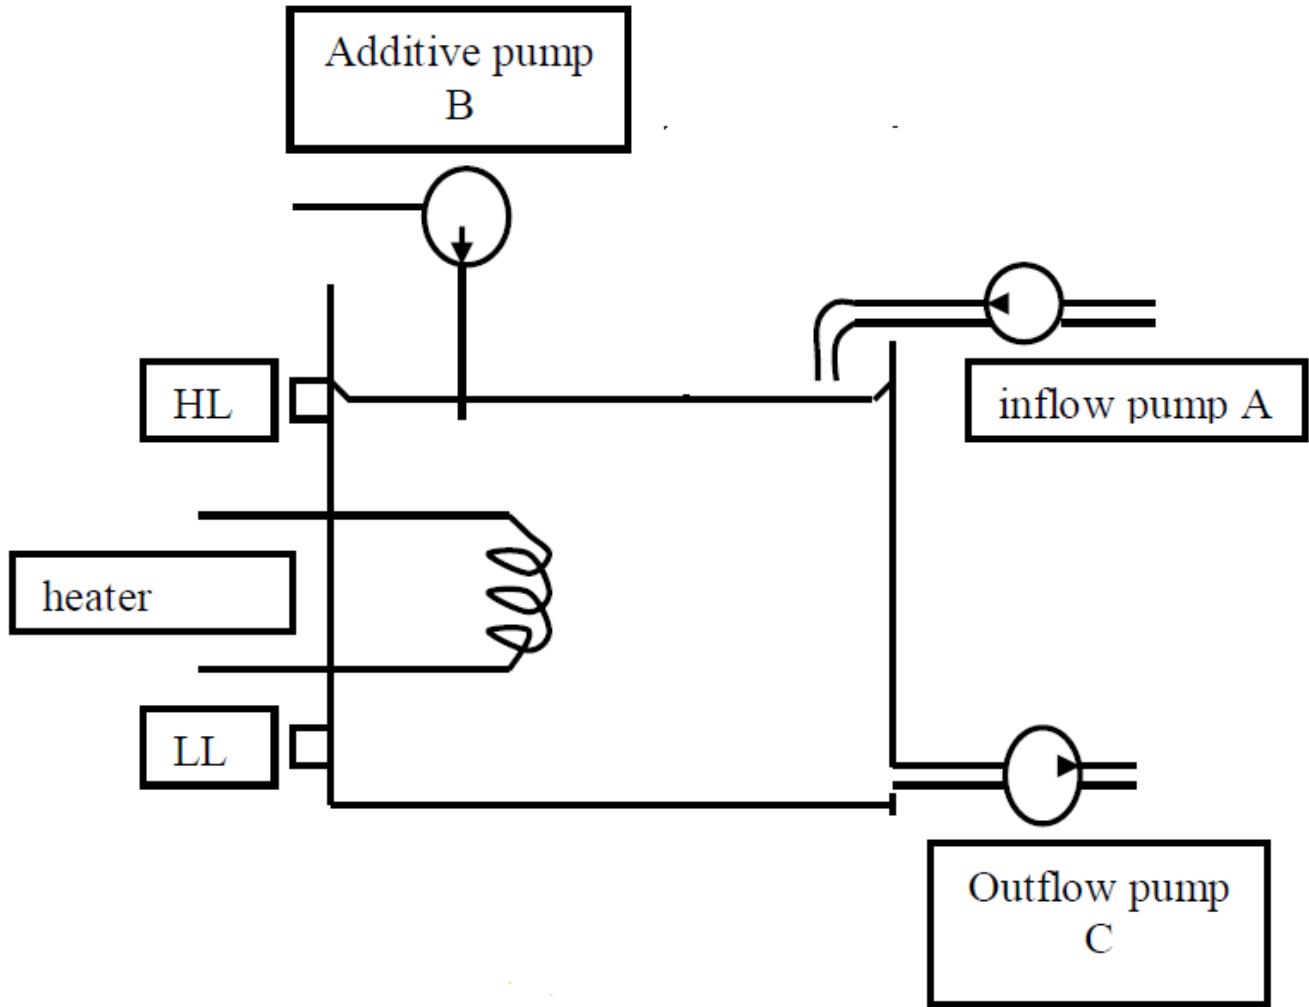 Additive pump
B
HL
inflow pump A
heater
LL
Outflow pump
C